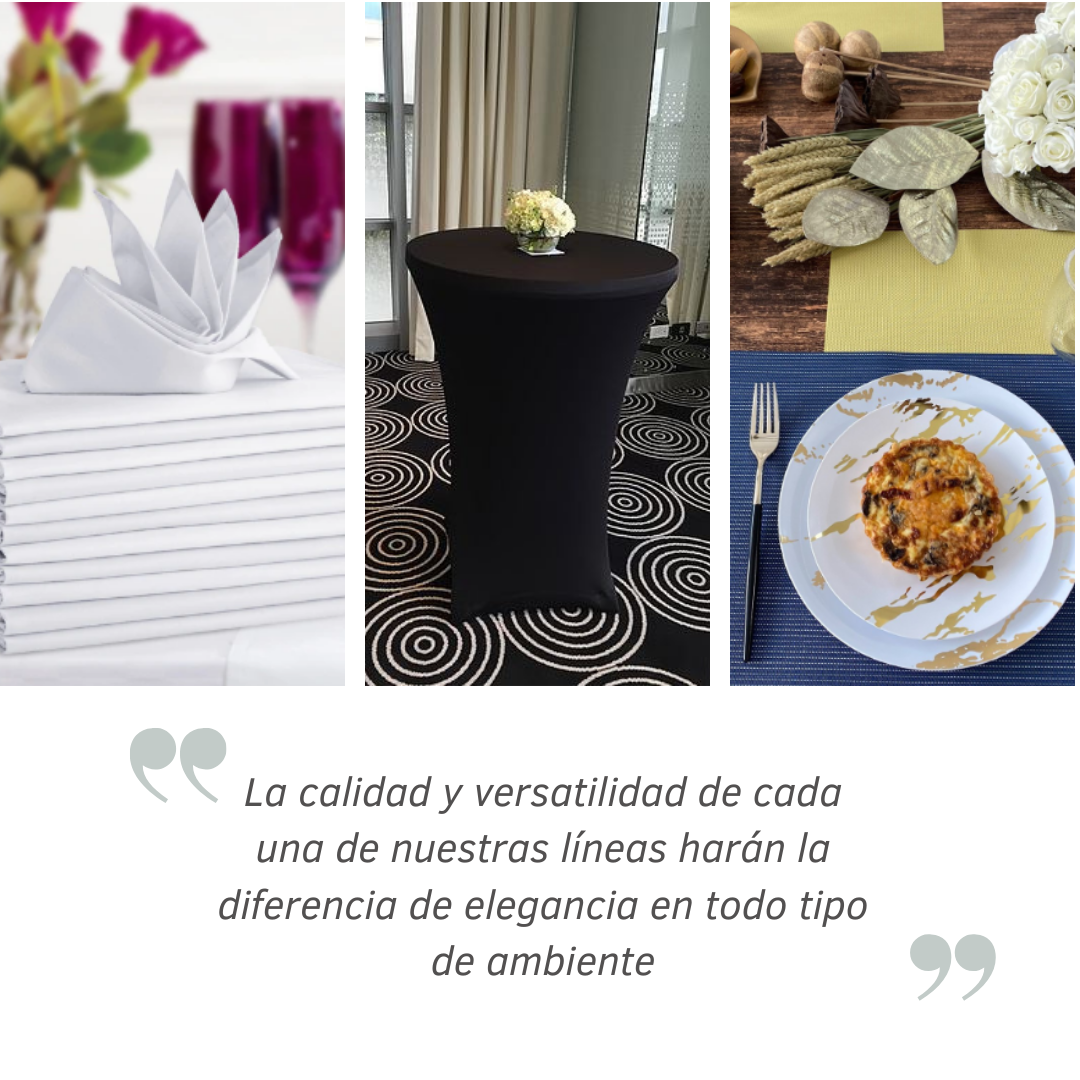 La calidad y versatilidad de cada
una de nuestras líneas harán la
diferencia de elegancia en todo tipo
de ambiente